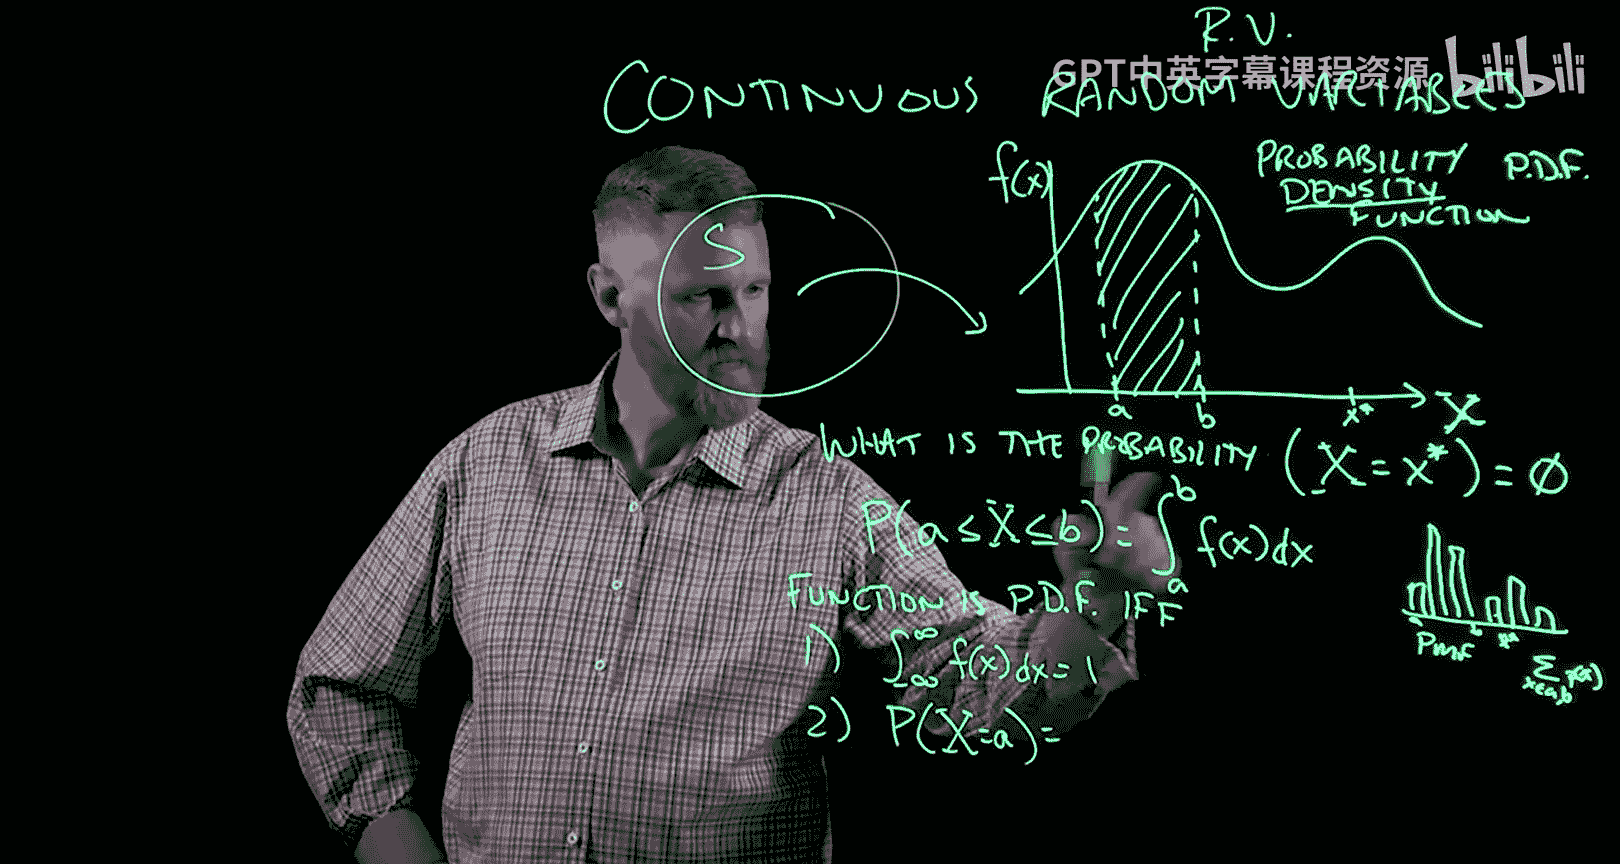 R.V.
GPT中英字幕课程资源 bilibili
CONTINUOUS RANDOM VARIABLES
f(x)
PROBABILITY P.D.F.
DENSITY
FUNCTION
S
a b x* X
WHAT IS THE PROBABILITY (X = x*) = Ø
P(a ≤ X ≤ b) = ∫_a^b f(x)dx
FUNCTION IS P.D.F. IFF
1) ∫_{-∞}^{∞} f(x)dx = 1
2) P(X=a)=
a b x*
PMF